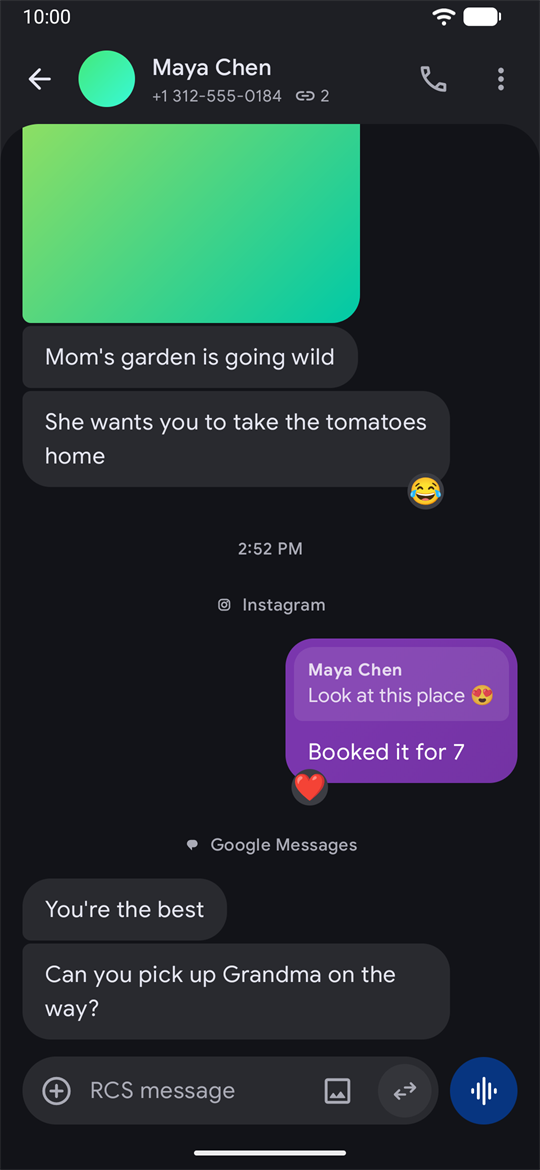 10:00
Maya Chen
+1 312-555-0184 2
Mom's garden is going wild
She wants you to take the tomatoes
home
😂
2:52 PM
Instagram
Maya Chen
Look at this place 😍
Booked it for 7
❤️
Google Messages
You're the best
Can you pick up Grandma on the
way?
RCS message